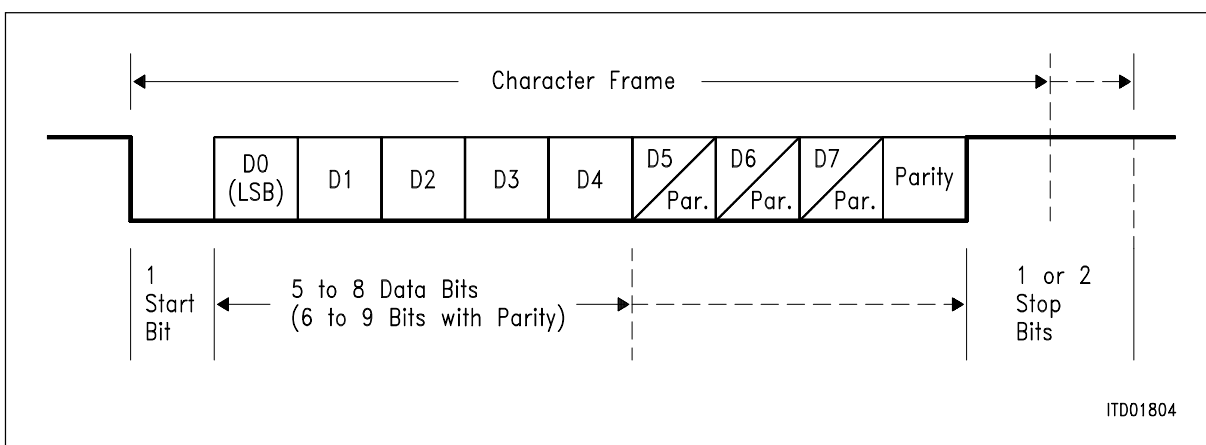 Character Frame
D0
(LSB)
D1
D2
D3
D4
D5
Par.
D6
Par.
D7
Par.
Parity
1
Start
Bit
5 to 8 Data Bits
(6 to 9 Bits with Parity)
1 or 2
Stop
Bits
ITD01804